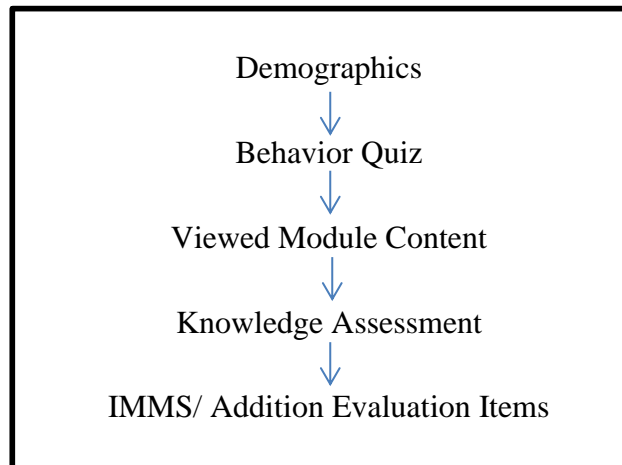 Demographics
Behavior Quiz
Viewed Module Content
Knowledge Assessment
IMMS/ Addition Evaluation Items